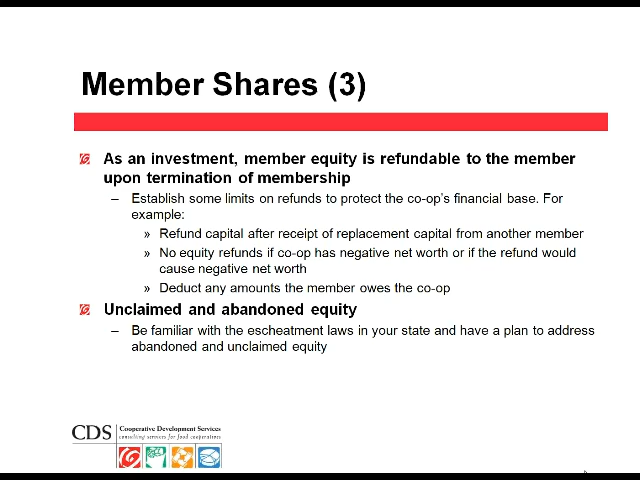 Member Shares (3)
As an investment, member equity is refundable to the member
upon termination of membership
– Establish some limits on refunds to protect the co-op's financial base. For
example:
» Refund capital after receipt of replacement capital from another member
» No equity refunds if co-op has negative net worth or if the refund would
cause negative net worth
» Deduct any amounts the member owes the co-op
Unclaimed and abandoned equity
– Be familiar with the escheatment laws in your state and have a plan to address
abandoned and unclaimed equity
CDS Cooperative Development Services
consulting services for food cooperatives